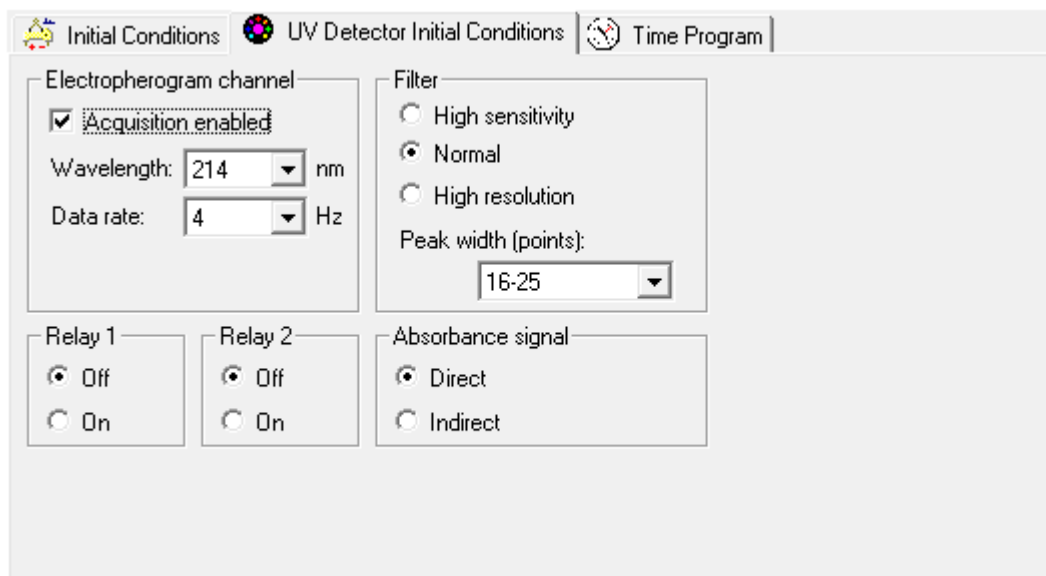 Initial Conditions UV Detector Initial Conditions Time Program
Electropherogram channel
Acquisition enabled
Wavelength: 214 nm
Data rate: 4 Hz
Filter
High sensitivity
Normal
High resolution
Peak width (points):
16-25
Relay 1
Off
On
Relay 2
Off
On
Absorbance signal
Direct
Indirect